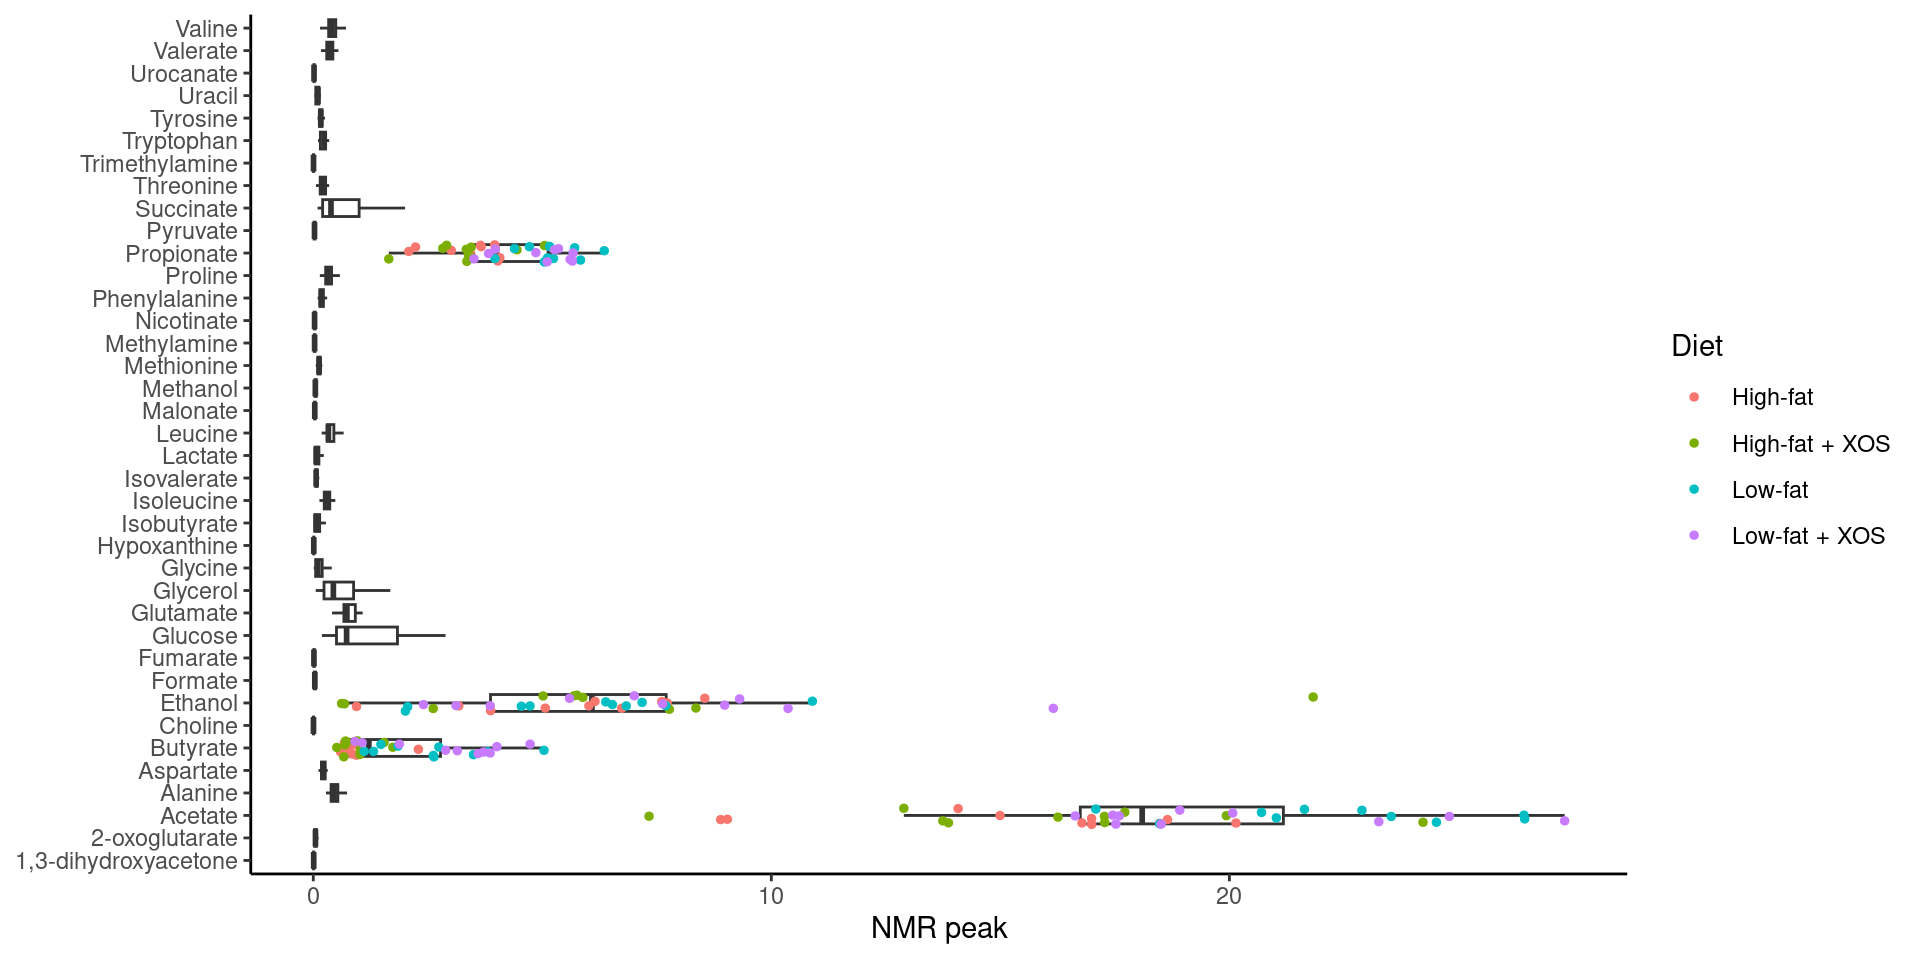 Valine
Valerate
Urocanate
Uracil
Tyrosine
Tryptophan
Trimethylamine
Threonine
Succinate
Pyruvate
Propionate
Proline
Phenylalanine
Nicotinate
Methylamine
Methionine
Methanol
Malonate
Leucine
Lactate
Isovalerate
Isoleucine
Isobutyrate
Hypoxanthine
Glycine
Glycerol
Glutamate
Glucose
Fumarate
Formate
Ethanol
Choline
Butyrate
Aspartate
Alanine
Acetate
2-oxoglutarate
1,3-dihydroxyacetone
0 10 20
NMR peak
Diet
High-fat
High-fat + XOS
Low-fat
Low-fat + XOS